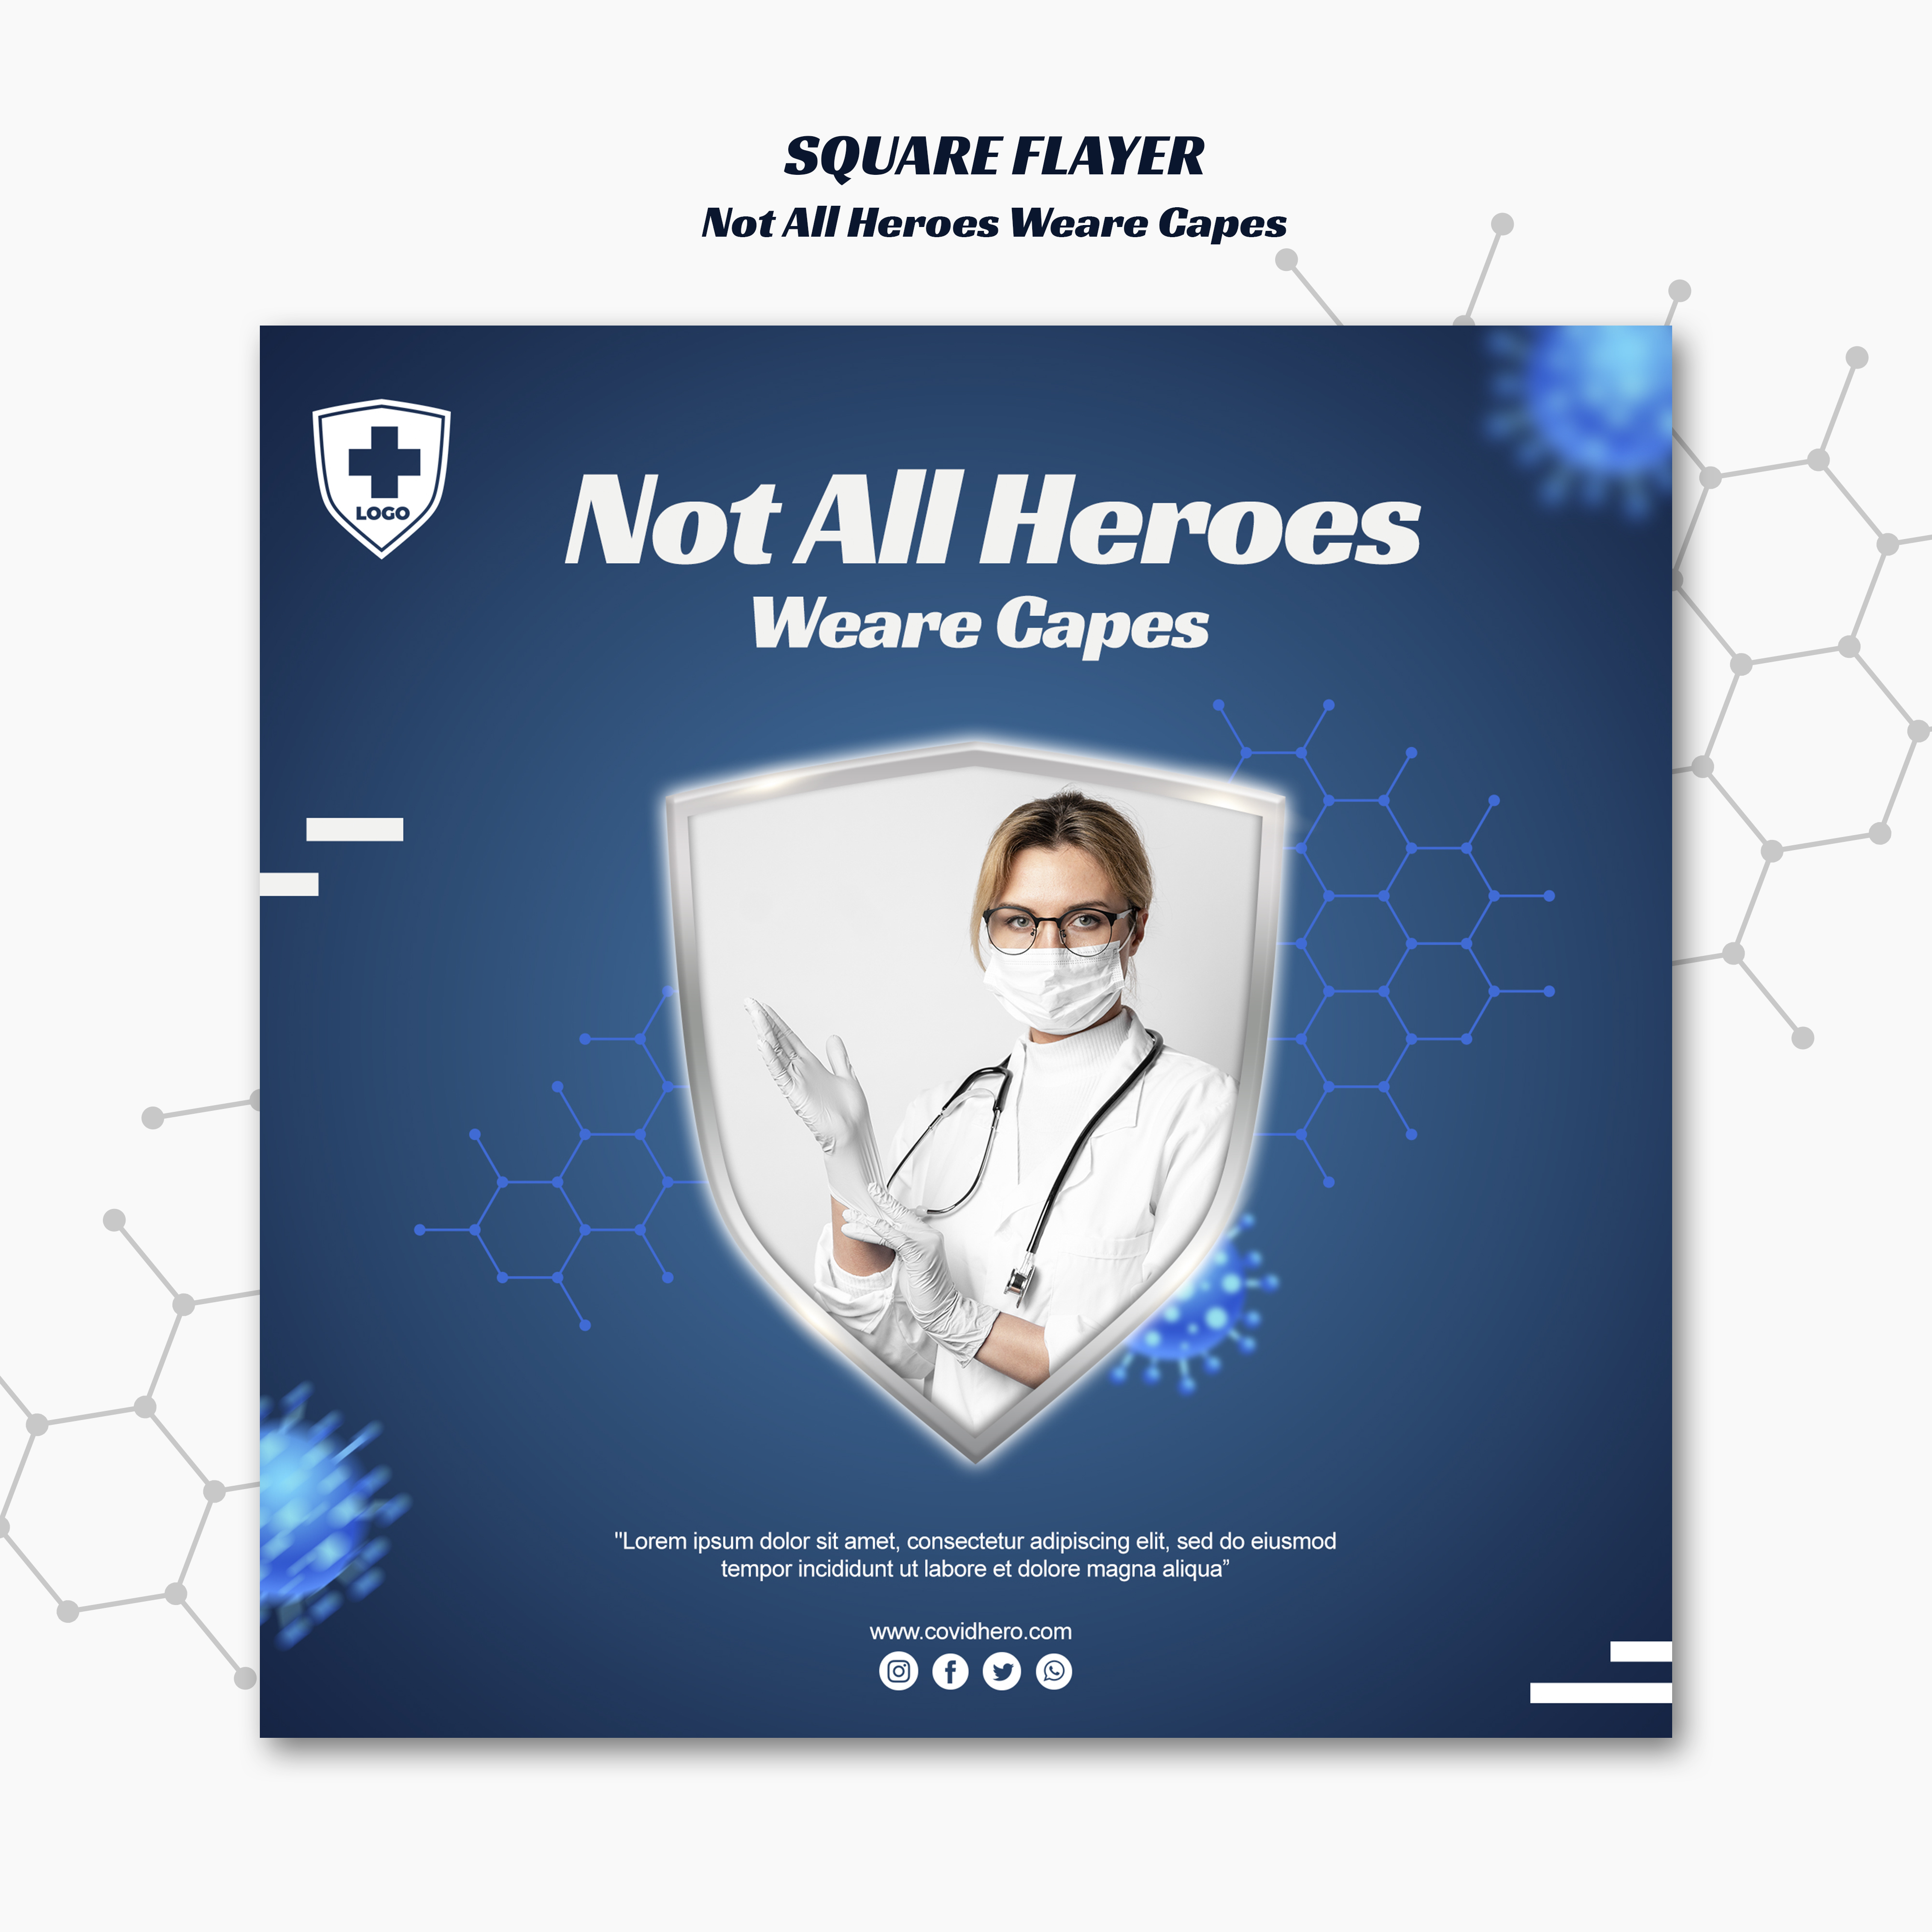 SQUARE FLAYER
Not All Heroes Weare Capes
LOGO
Not All Heroes
Weare Capes
"Lorem ipsum dolor sit amet, consectetur adipiscing elit, sed do eiusmod
tempor incididunt ut labore et dolore magna aliqua”
www.covidhero.com